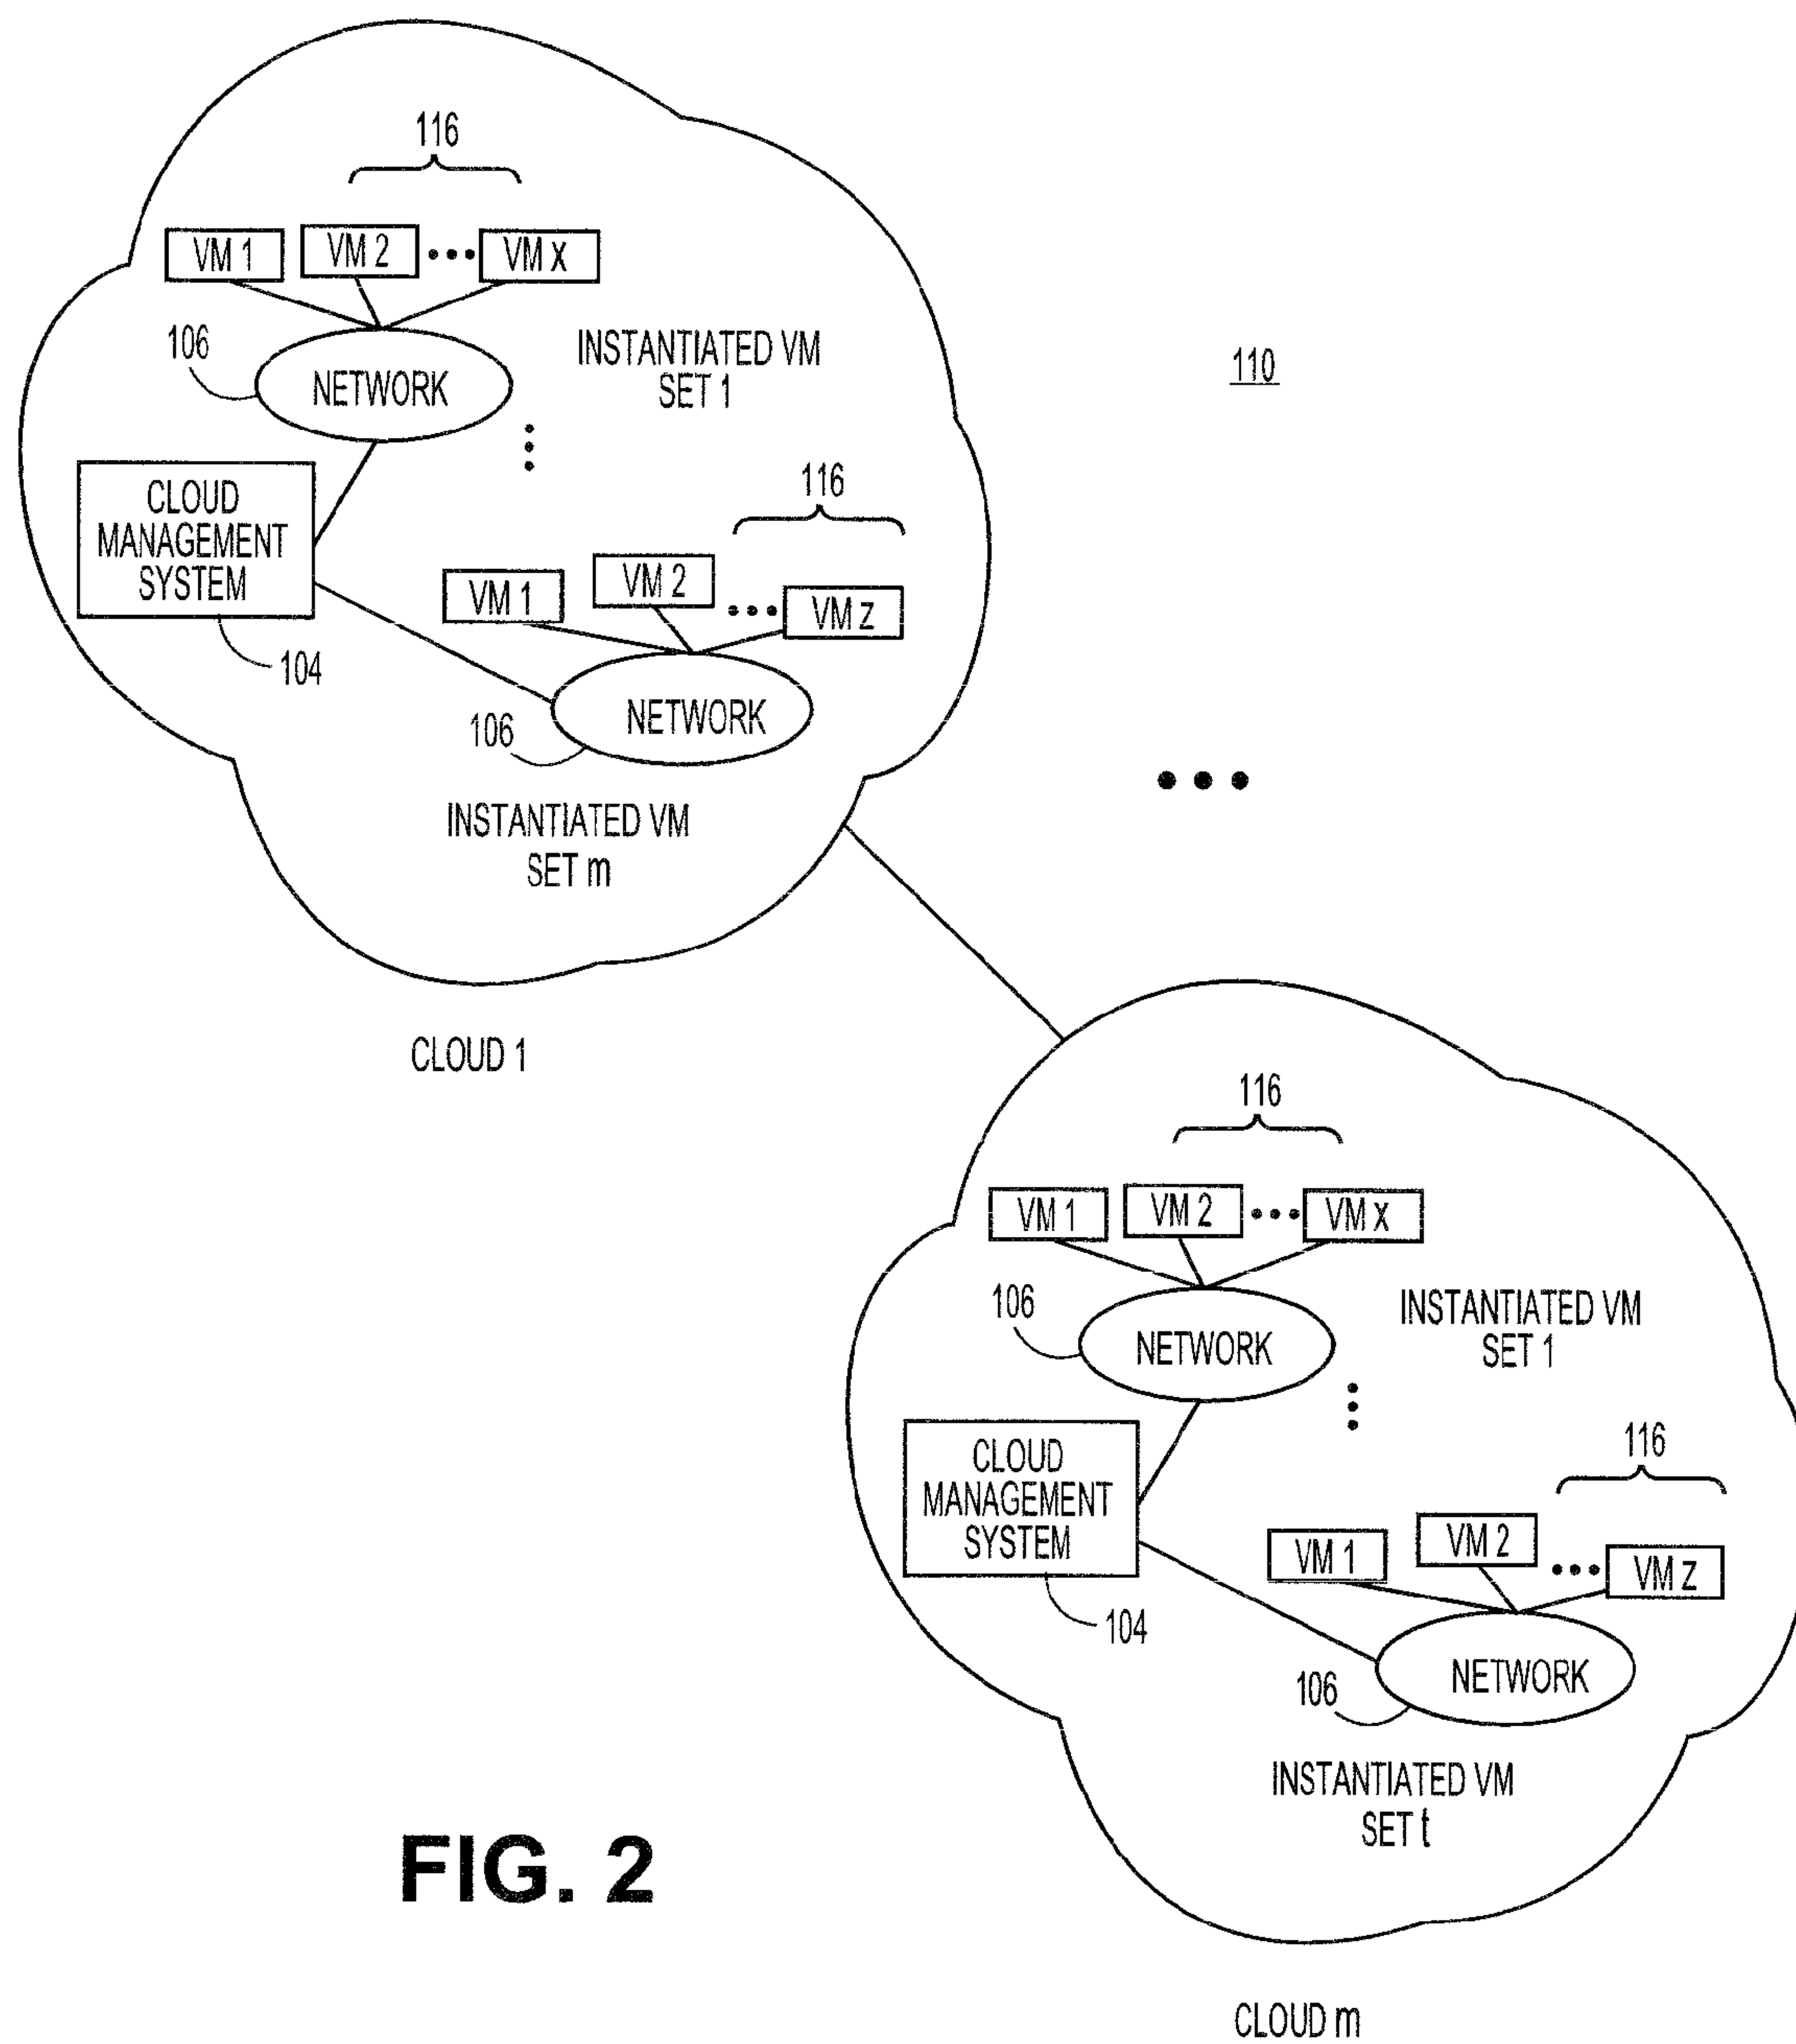 116
VM 1
VM 2
VM x
106
NETWORK
INSTANTIATED VM
SET 1
110
CLOUD
MANAGEMENT
SYSTEM
104
116
VM 1
VM 2
VM z
106
NETWORK
INSTANTIATED VM
SET m
CLOUD 1
116
VM 1
VM 2
VM x
106
NETWORK
INSTANTIATED VM
SET 1
CLOUD
MANAGEMENT
SYSTEM
104
116
VM 1
VM 2
VM z
106
NETWORK
INSTANTIATED VM
SET t
FIG. 2
CLOUD m